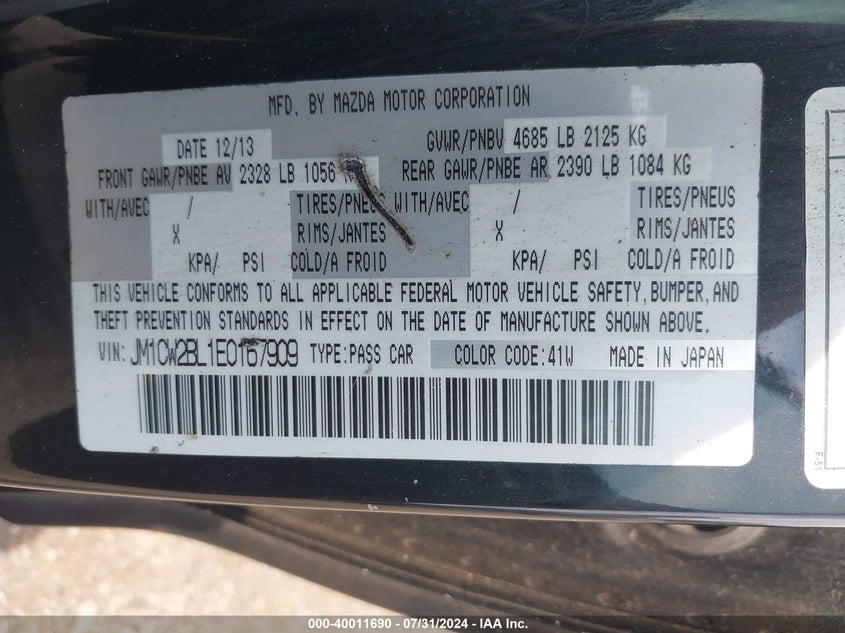 MFD. BY MAZDA MOTOR CORPORATION
DATE 12/13 GVWR/PNBV 4685 LB 2125 KG
FRONT GAWR/PNBE AV 2328 LB 1056 REAR GAWR/PNBE AR 2390 LB 1084 KG
WITH/AVEC / TIRES/PNEUS WITH/AVEC / TIRES/PNEUS
X RIMS/JANTES X RIMS/JANTES
KPA/ PSI COLD/A FROID KPA/ PSI COLD/A FROID
THIS VEHICLE CONFORMS TO ALL APPLICABLE FEDERAL MOTOR VEHICLE SAFETY, BUMPER, AND
THEFT PREVENTION STANDARDS IN EFFECT ON THE DATE OF MANUFACTURE SHOWN ABOVE.
VIN: JM1CW2BL1E0167909 TYPE:PASS CAR COLOR CODE:41W MADE IN JAPAN
F-51
000-40011690 - 07/31/2024 - IAAI Inc.